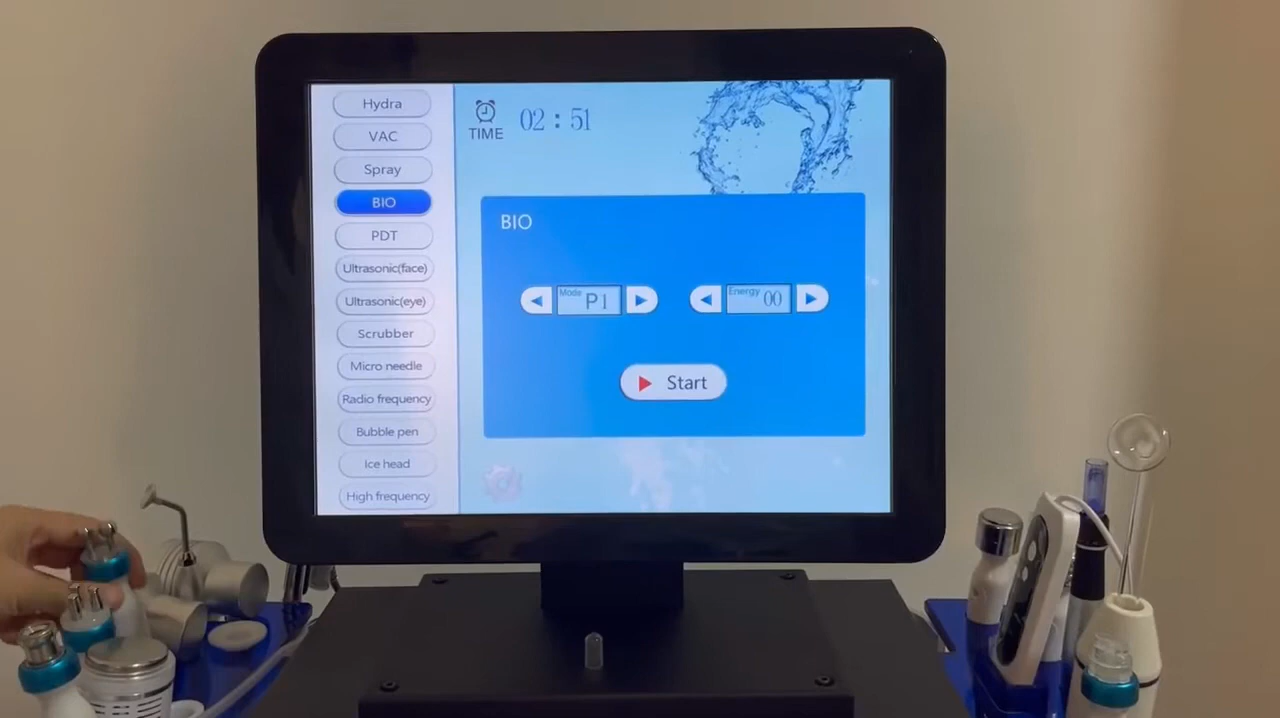 Hydra
VAC
Spray
BIO
PDT
Ultrasonic(face)
Ultrasonic(eye)
Scrubber
Micro needle
Radio frequency
Bubble pen
Ice head
High frequency
TIME 02 : 51
BIO
Mode P1
Energy 00
Start